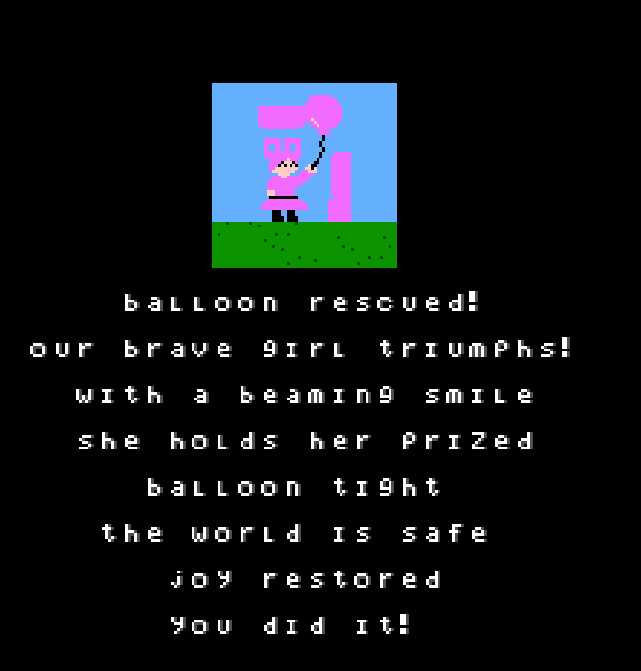 balloon rescued!
our brave girl triumphs!
with a beaming smile
she holds her prized
balloon tight
the world is safe
joy restored
you did it!